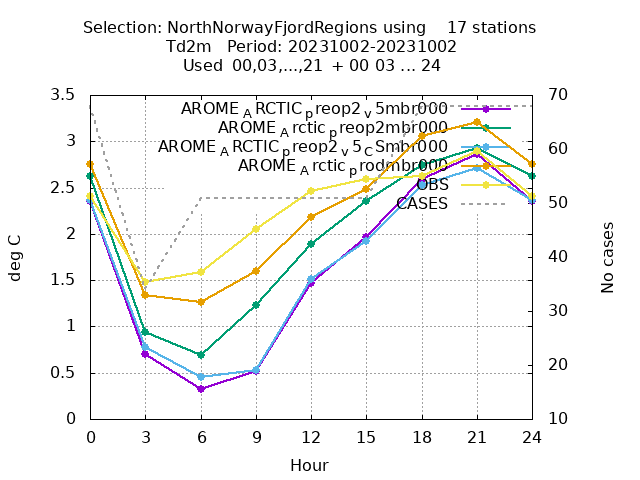 Selection: NorthNorwayFjordRegions using 17 stations
Td2m Period: 20231002-20231002
Used 00,03,...,21 + 00 03 ... 24
3.5
3
2.5
2
1.5
1
0.5
0
deg C
AROME_ARCTIC_preop2_v5mbr000
AROME_Arctic_preop2mbr000
AROME_ARCTIC_preop2_v5_CSmbr000
AROME_Arctic_prodmbr000
OBS
CASES
70
60
50
40
30
20
10
No cases
0 3 6 9 12 15 18 21 24
Hour